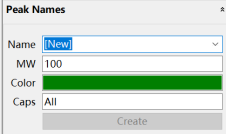 Peak Names
Name [New]
MW 100
Color
Caps All
Create